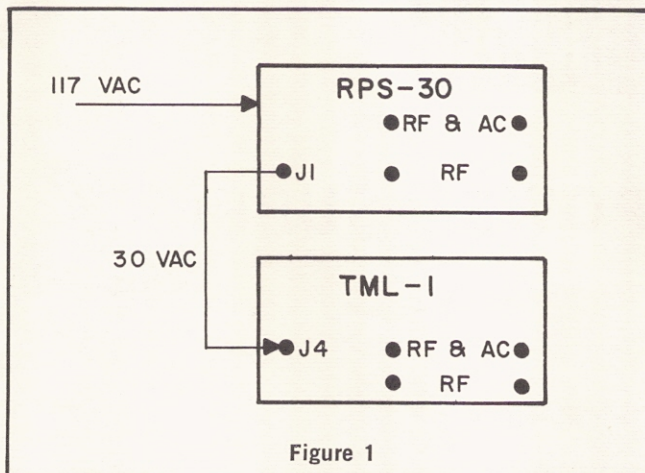 117 VAC
RPS-30
RF & AC
J1
RF
30 VAC
TML-1
J4
RF & AC
RF
Figure 1